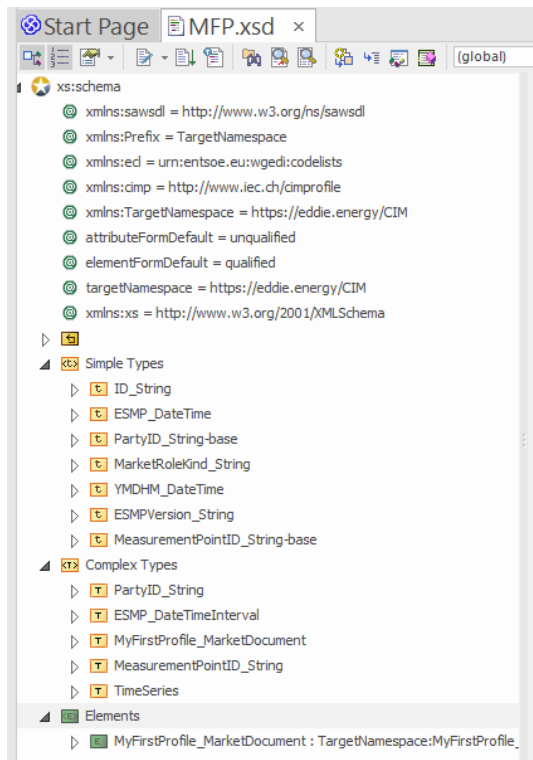 Start Page MFP.xsd ×
(global)
xs:schema
xmlns:sawsdl = http://www.w3.org/ns/sawsdl
xmlns:Prefix = TargetNamespace
xmlns:ecl = urn:entsoe.eu:wgedi:codelists
xmlns:cimp = http://www.iec.ch/cimprofile
xmlns:TargetNamespace = https://eddie.energy/CIM
attributeFormDefault = unqualified
elementFormDefault = qualified
targetNamespace = https://eddie.energy/CIM
xmlns:xs = http://www.w3.org/2001/XMLSchema
Simple Types
ID_String
ESMP_DateTime
PartyID_String-base
MarketRoleKind_String
YMDHM_DateTime
ESMPVersion_String
MeasurementPointID_String-base
Complex Types
PartyID_String
ESMP_DateTimeInterval
MyFirstProfile_MarketDocument
MeasurementPointID_String
TimeSeries
Elements
MyFirstProfile_MarketDocument : TargetNamespace:MyFirstProfile_